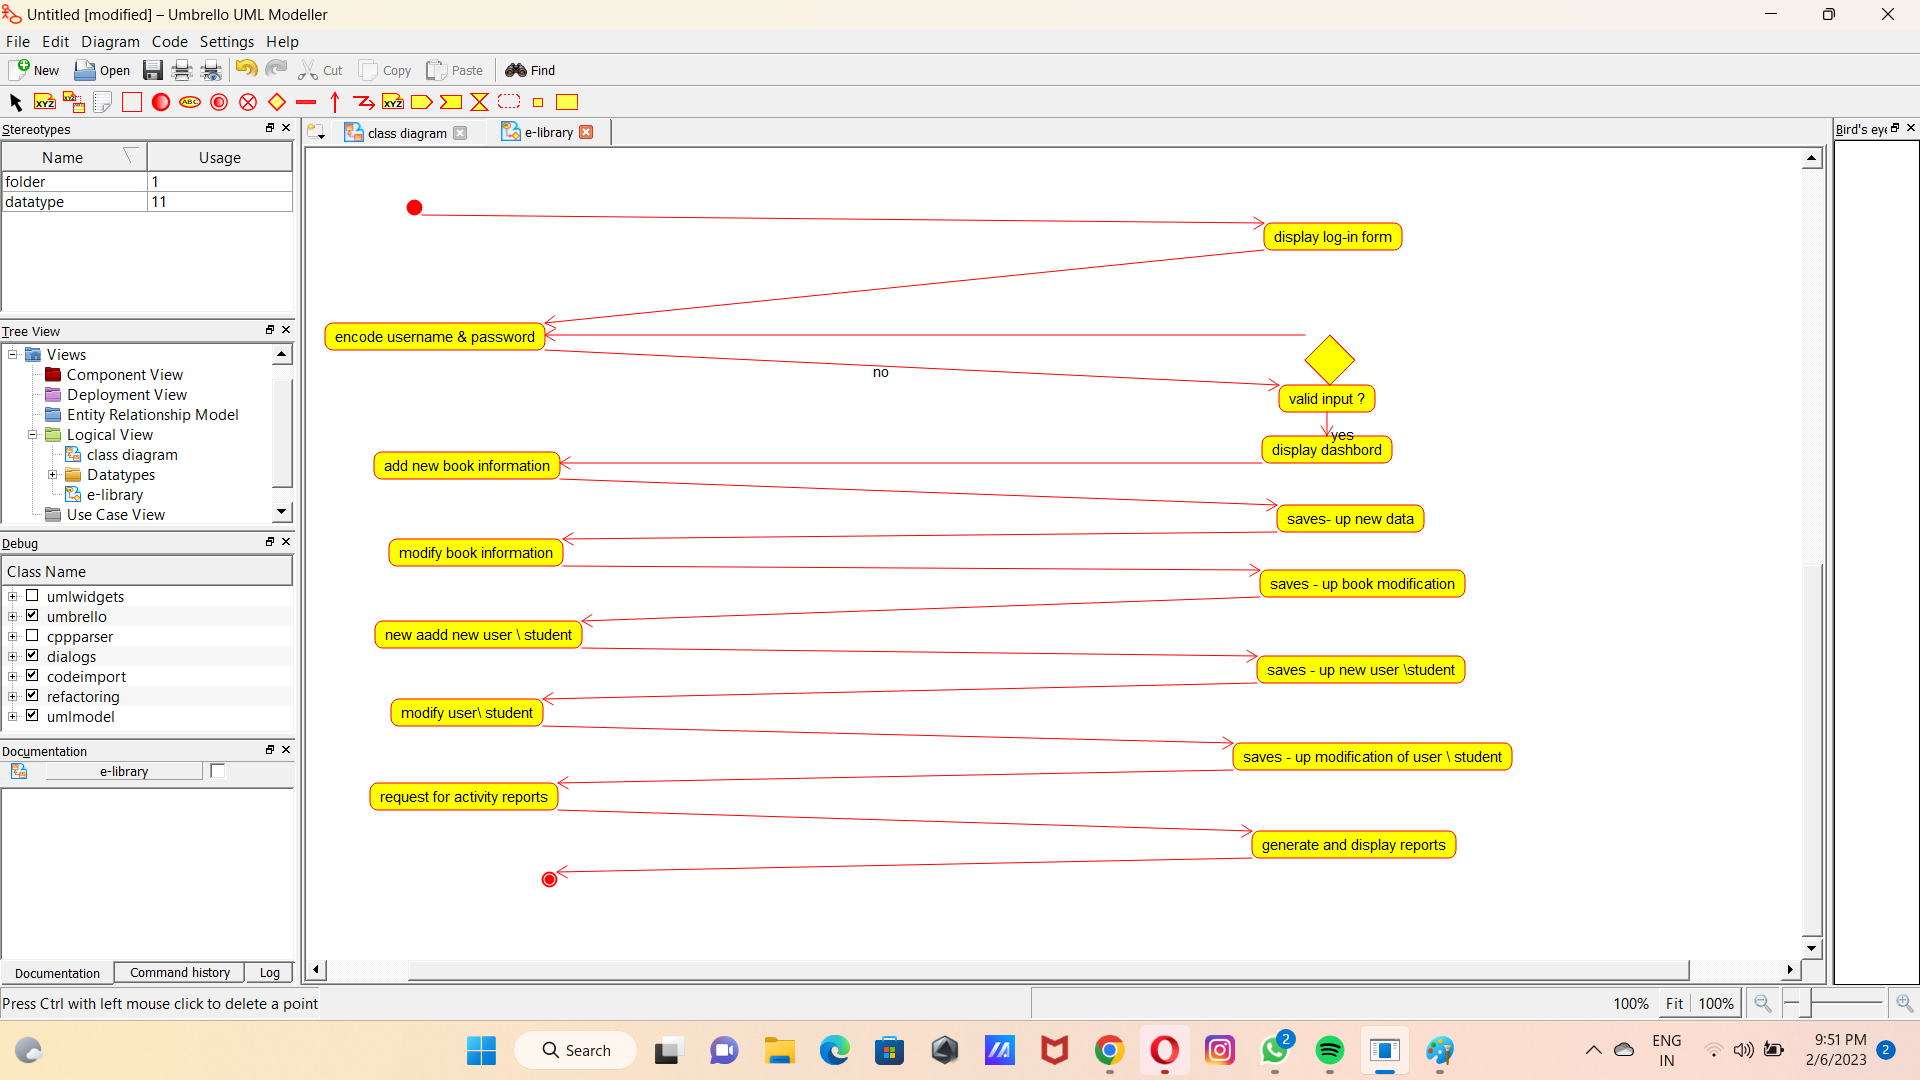 Untitled [modified] – Umbrello UML Modeller
File Edit Diagram Code Settings Help
New Open Cut Copy Paste Find
XYZ XYZ ABC XYZ
Stereotypes
Name Usage
folder 1
datatype 11
Tree View
Views
Component View
Deployment View
Entity Relationship Model
Logical View
class diagram
Datatypes
e-library
Use Case View
Debug
Class Name
umlwidgets
umbrello
cppparser
dialogs
codeimport
refactoring
umlmodel
Documentation
e-library
Documentation Command history Log
class diagram e-library
display log-in form
encode username & password
no
valid input ?
yes
display dashbord
add new book information
saves- up new data
modify book information
saves - up book modification
new aadd new user \ student
saves - up new user \student
modify user\ student
saves - up modification of user \ student
request for activity reports
generate and display reports
Bird's eye
Press Ctrl with left mouse click to delete a point
100% Fit 100%
Search
2
ENG
IN
9:51 PM
2/6/2023
2